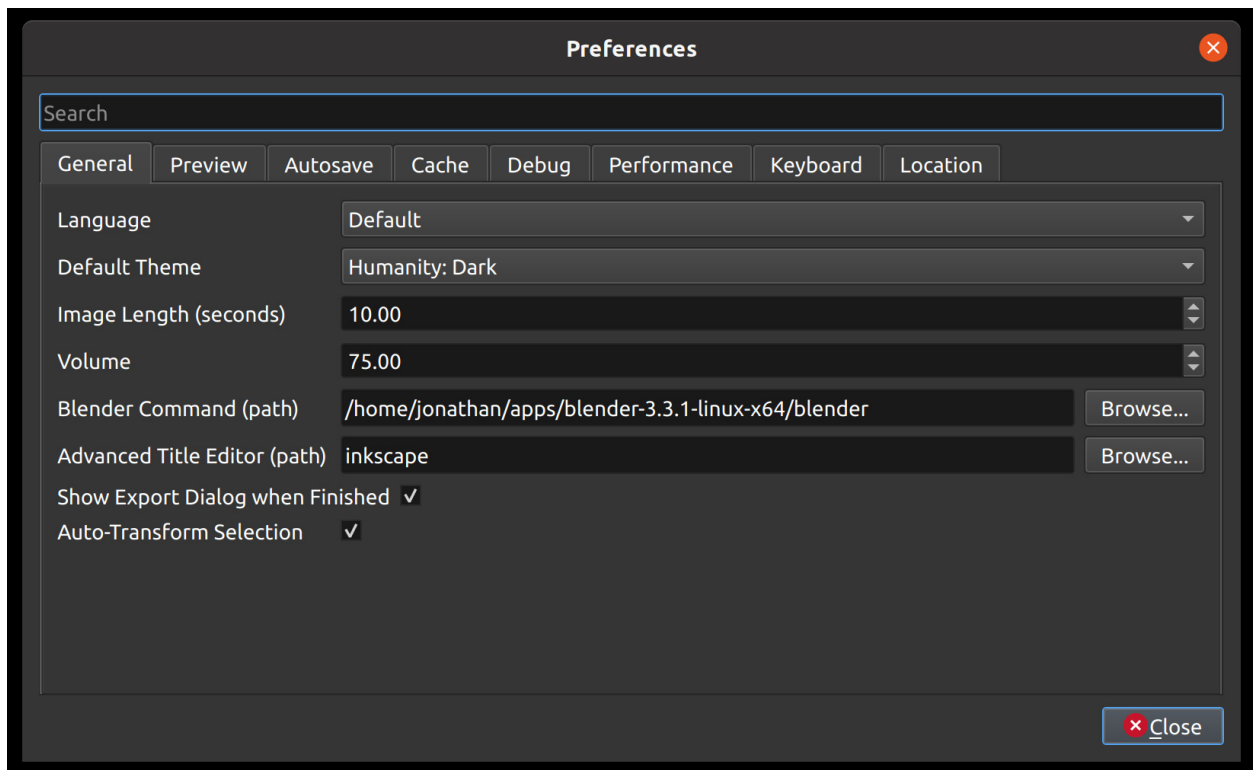 Preferences
Search
General Preview Autosave Cache Debug Performance Keyboard Location
Language Default
Default Theme Humanity: Dark
Image Length (seconds) 10.00
Volume 75.00
Blender Command (path) /home/jonathan/apps/blender-3.3.1-linux-x64/blender Browse...
Advanced Title Editor (path) inkscape Browse...
Show Export Dialog when Finished
Auto-Transform Selection
Close